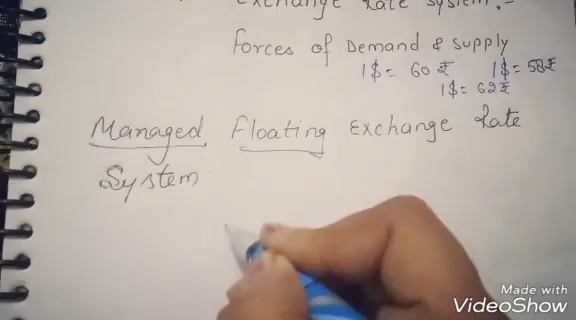 Exchange Rate System:-
Forces of Demand & Supply
1$ = 60 ₹ 1$ = 58₹
1$ = 62₹
Managed Floating Exchange Rate
System
Made with
VideoShow